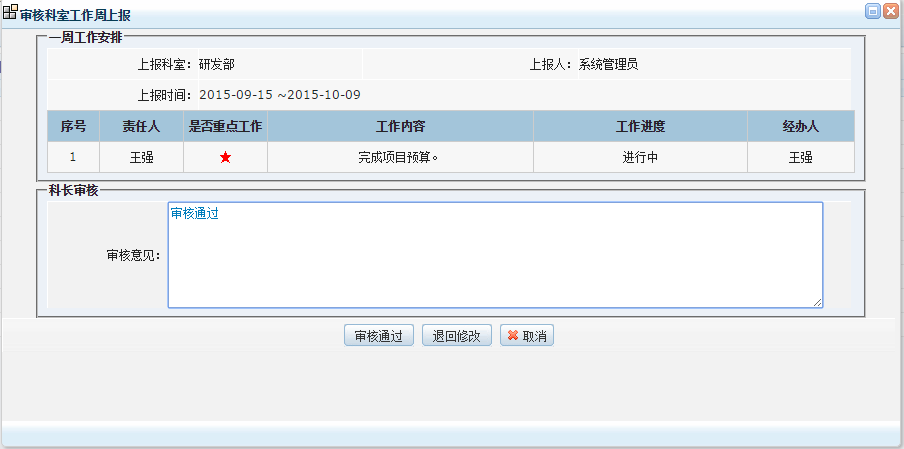 审核科室工作周上报
一周工作安排
上报科室： 研发部 上报人： 系统管理员
上报时间： 2015-09-15 ~2015-10-09
序号 责任人 是否重点工作 工作内容 工作进度 经办人
1 王强 ★ 完成项目预算。 进行中 王强
科长审核
审核意见： 审核通过
审核通过 退回修改 取消